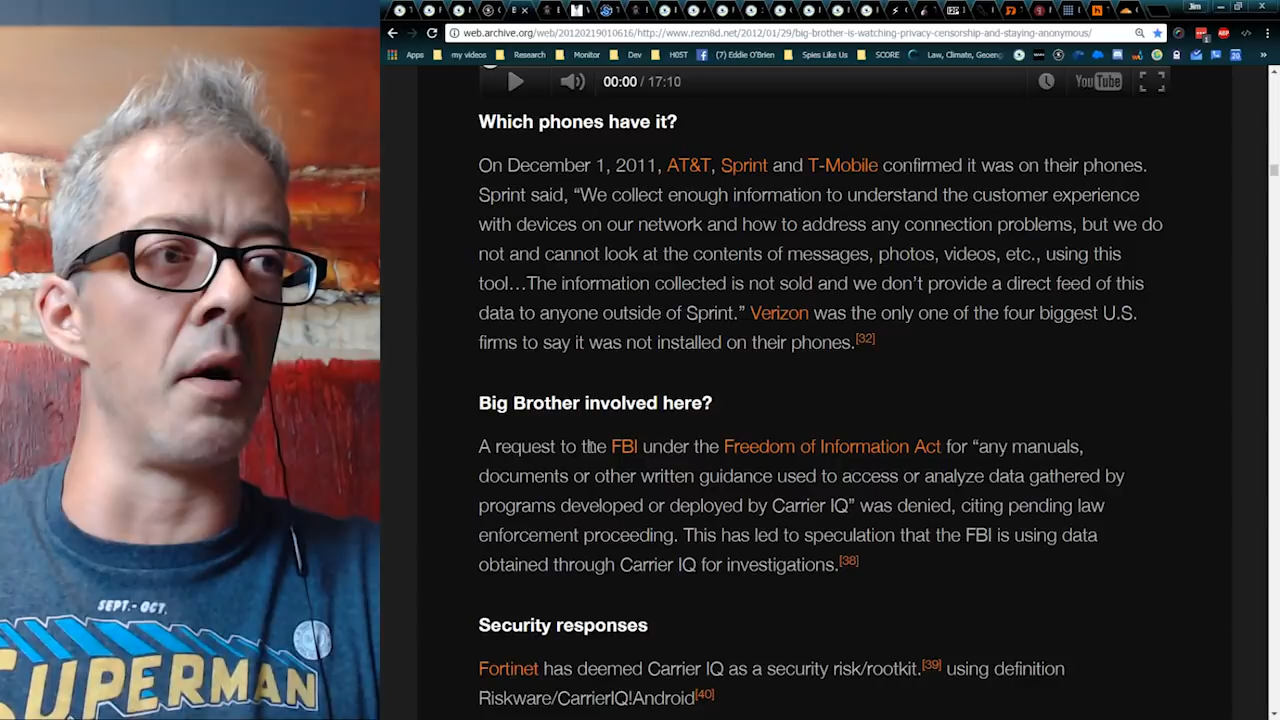 Jim
web.archive.org/web/20120219010616/http://www.rezn8d.net/2012/01/29/big-brother-is-watching-privacy-censorship-and-staying-anonymous/
Apps my videos Research Monitor Dev H0ST (7) Eddie O'Brien Spies Like Us SCORE Law, Climate, Geoeng
00:00 / 17:10 YouTube
Which phones have it?
On December 1, 2011, AT&T, Sprint and T-Mobile confirmed it was on their phones.
Sprint said, “We collect enough information to understand the customer experience
with devices on our network and how to address any connection problems, but we do
not and cannot look at the contents of messages, photos, videos, etc., using this
tool…The information collected is not sold and we don’t provide a direct feed of this
data to anyone outside of Sprint.” Verizon was the only one of the four biggest U.S.
firms to say it was not installed on their phones.[32]
Big Brother involved here?
A request to the FBI under the Freedom of Information Act for “any manuals,
documents or other written guidance used to access or analyze data gathered by
programs developed or deployed by Carrier IQ” was denied, citing pending law
enforcement proceeding. This has led to speculation that the FBI is using data
obtained through Carrier IQ for investigations.[38]
Security responses
Fortinet has deemed Carrier IQ as a security risk/rootkit.[39] using definition
Riskware/CarrierIQ!Android[40]
SEPT.-OCT.
SUPERMAN